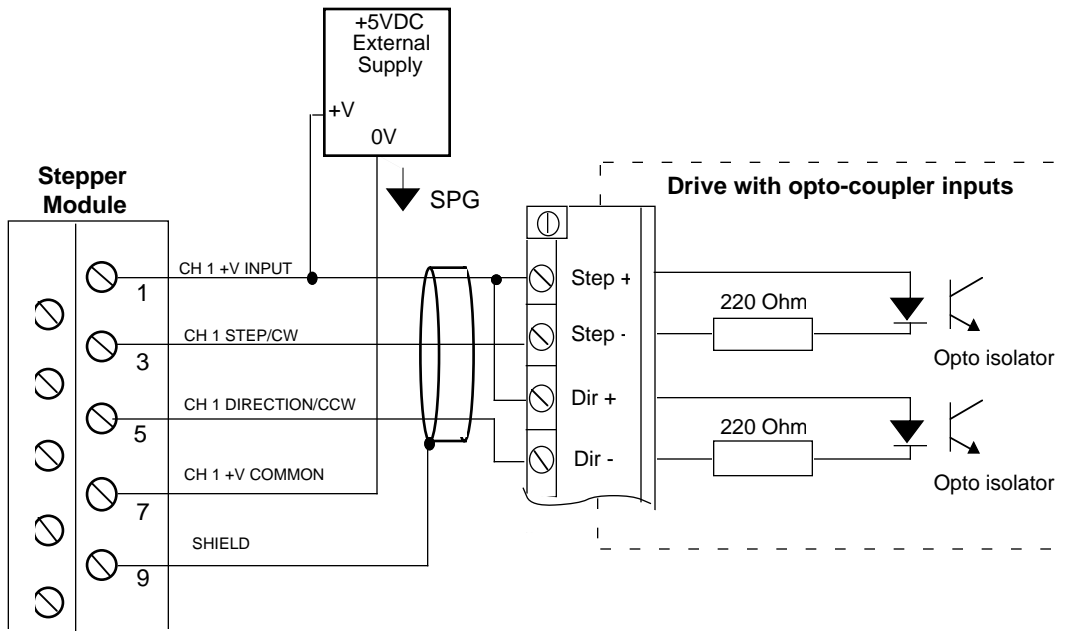 +5VDC
External
Supply
+V
0V
SPG
Stepper
Module
Drive with opto-coupler inputs
CH 1 +V INPUT
1
CH 1 STEP/CW
3
CH 1 DIRECTION/CCW
5
CH 1 +V COMMON
7
SHIELD
9
Step +
Step -
Dir +
Dir -
220 Ohm
Opto isolator
220 Ohm
Opto isolator